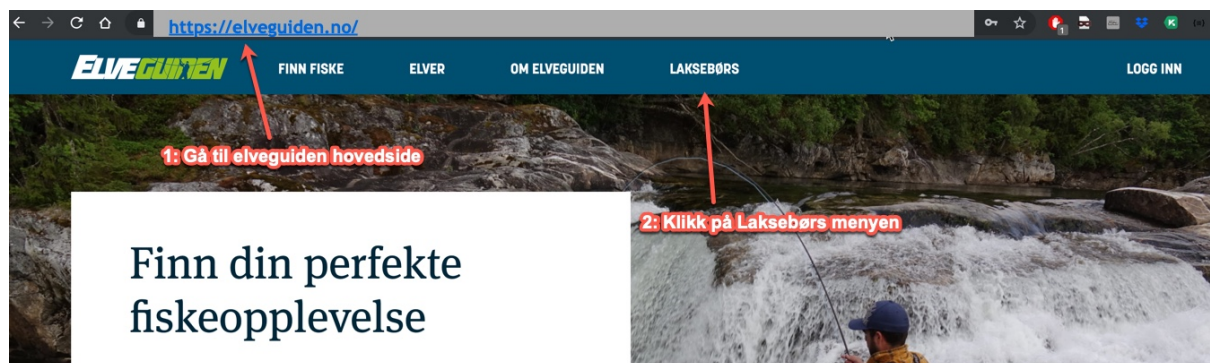 https://elveguiden.no/
1
ELVEGUIDEN FINN FISKE ELVER OM ELVEGUIDEN LAKSEBØRS LOGG INN
1: Gå til elveguiden hovedside
2: Klikk på Laksebørs menyen
Finn din perfekte
fiskeopplevelse